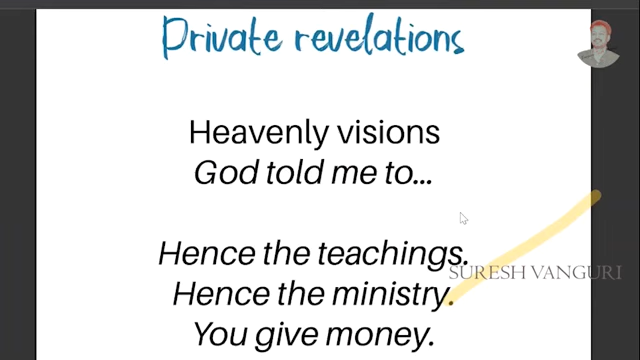 Private revelations
Heavenly visions
God told me to...
Hence the teachings.
SURESH VANGURI
Hence the ministry.
You give money.